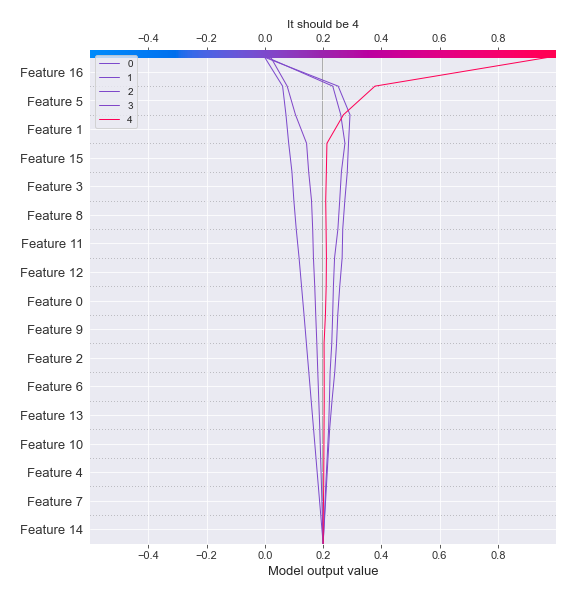 It should be 4
−0.4 −0.2 0.0 0.2 0.4 0.6 0.8
0
1
2
3
4
Feature 16
Feature 5
Feature 1
Feature 15
Feature 3
Feature 8
Feature 11
Feature 12
Feature 0
Feature 9
Feature 2
Feature 6
Feature 13
Feature 10
Feature 4
Feature 7
Feature 14
−0.4 −0.2 0.0 0.2 0.4 0.6 0.8
Model output value